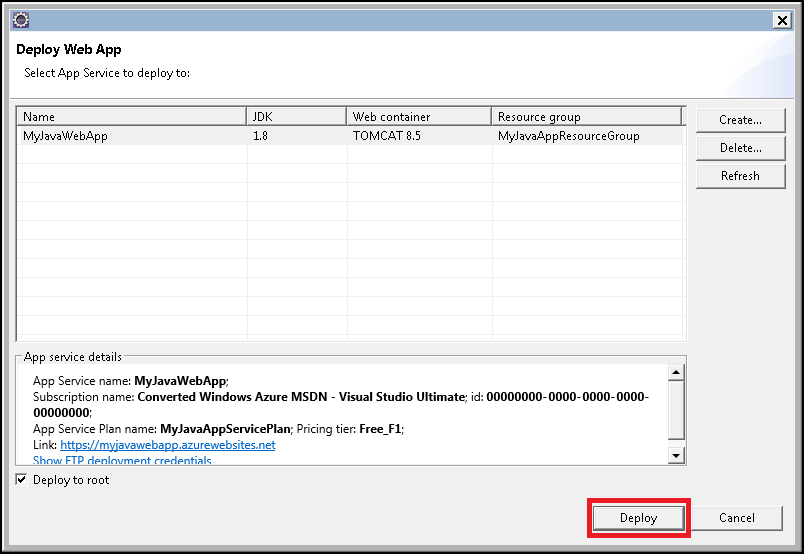 Deploy Web App
Select App Service to deploy to:
Name JDK Web container Resource group
MyJavaWebApp 1.8 TOMCAT 8.5 MyJavaAppResourceGroup
Create...
Delete...
Refresh
App service details
App Service name: MyJavaWebApp;
Subscription name: Converted Windows Azure MSDN - Visual Studio Ultimate; id: 00000000-0000-0000-0000-
00000000;
App Service Plan name: MyJavaAppServicePlan; Pricing tier: Free_F1;
Link: https://myjavawebapp.azurewebsites.net
Show FTP deployment credentials
Deploy to root
Deploy Cancel